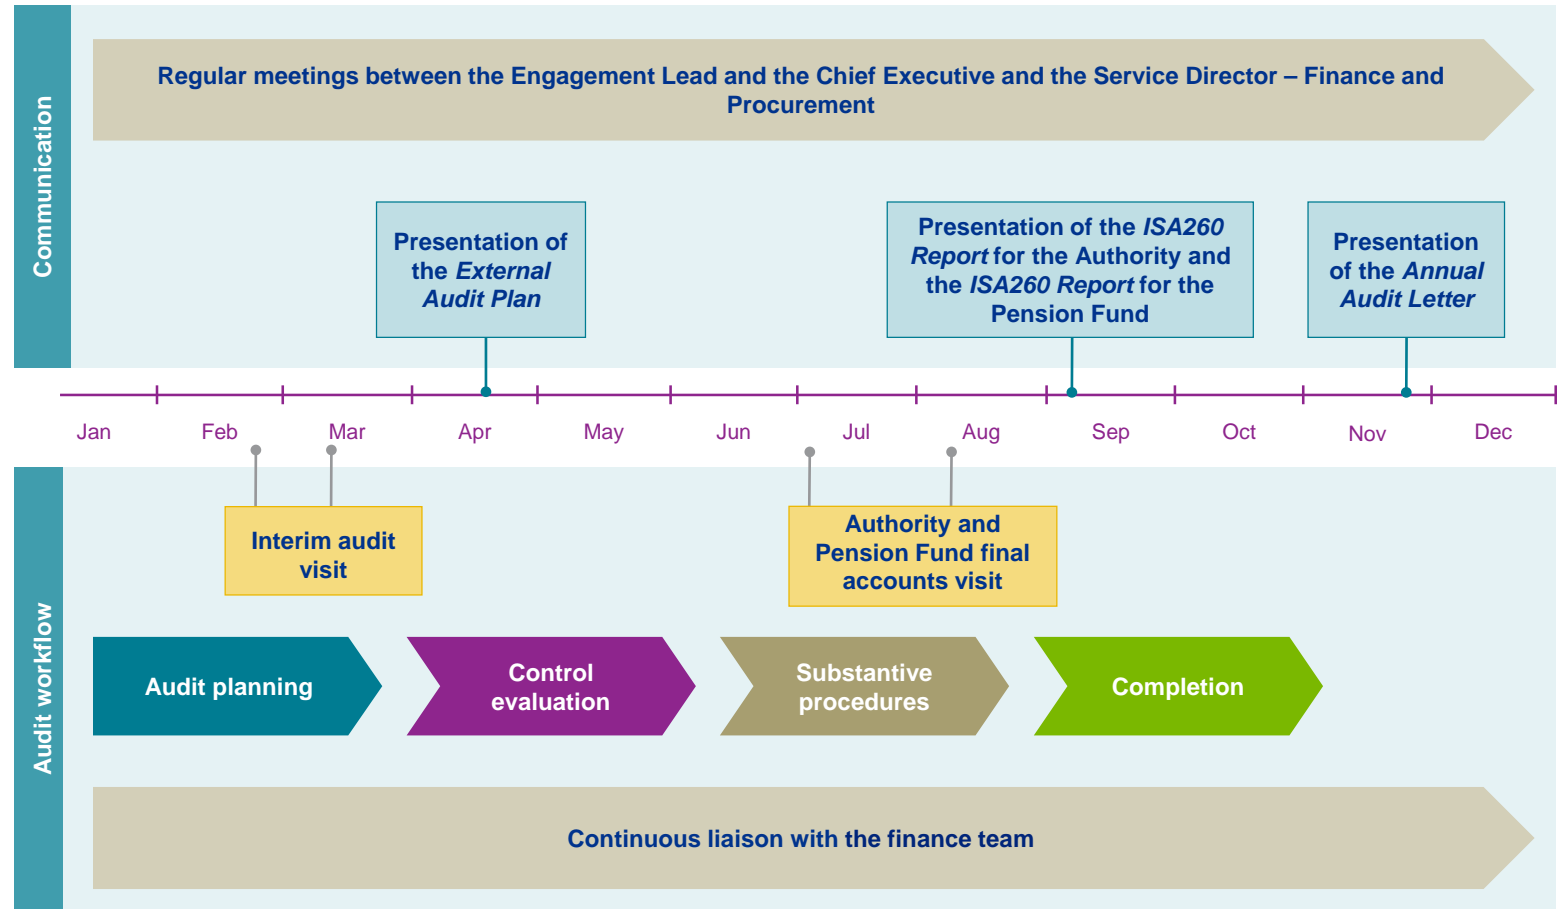 Communication
Regular meetings between the Engagement Lead and the Chief Executive and the Service Director – Finance and
Procurement
Presentation of
the External
Audit Plan
Presentation of the ISA260
Report for the Authority and
the ISA260 Report for the
Pension Fund
Presentation
of the Annual
Audit Letter
Jan Feb Mar Apr May Jun Jul Aug Sep Oct Nov Dec
Audit workflow
Interim audit
visit
Authority and
Pension Fund final
accounts visit
Audit planning
Control
evaluation
Substantive
procedures
Completion
Continuous liaison with the finance team